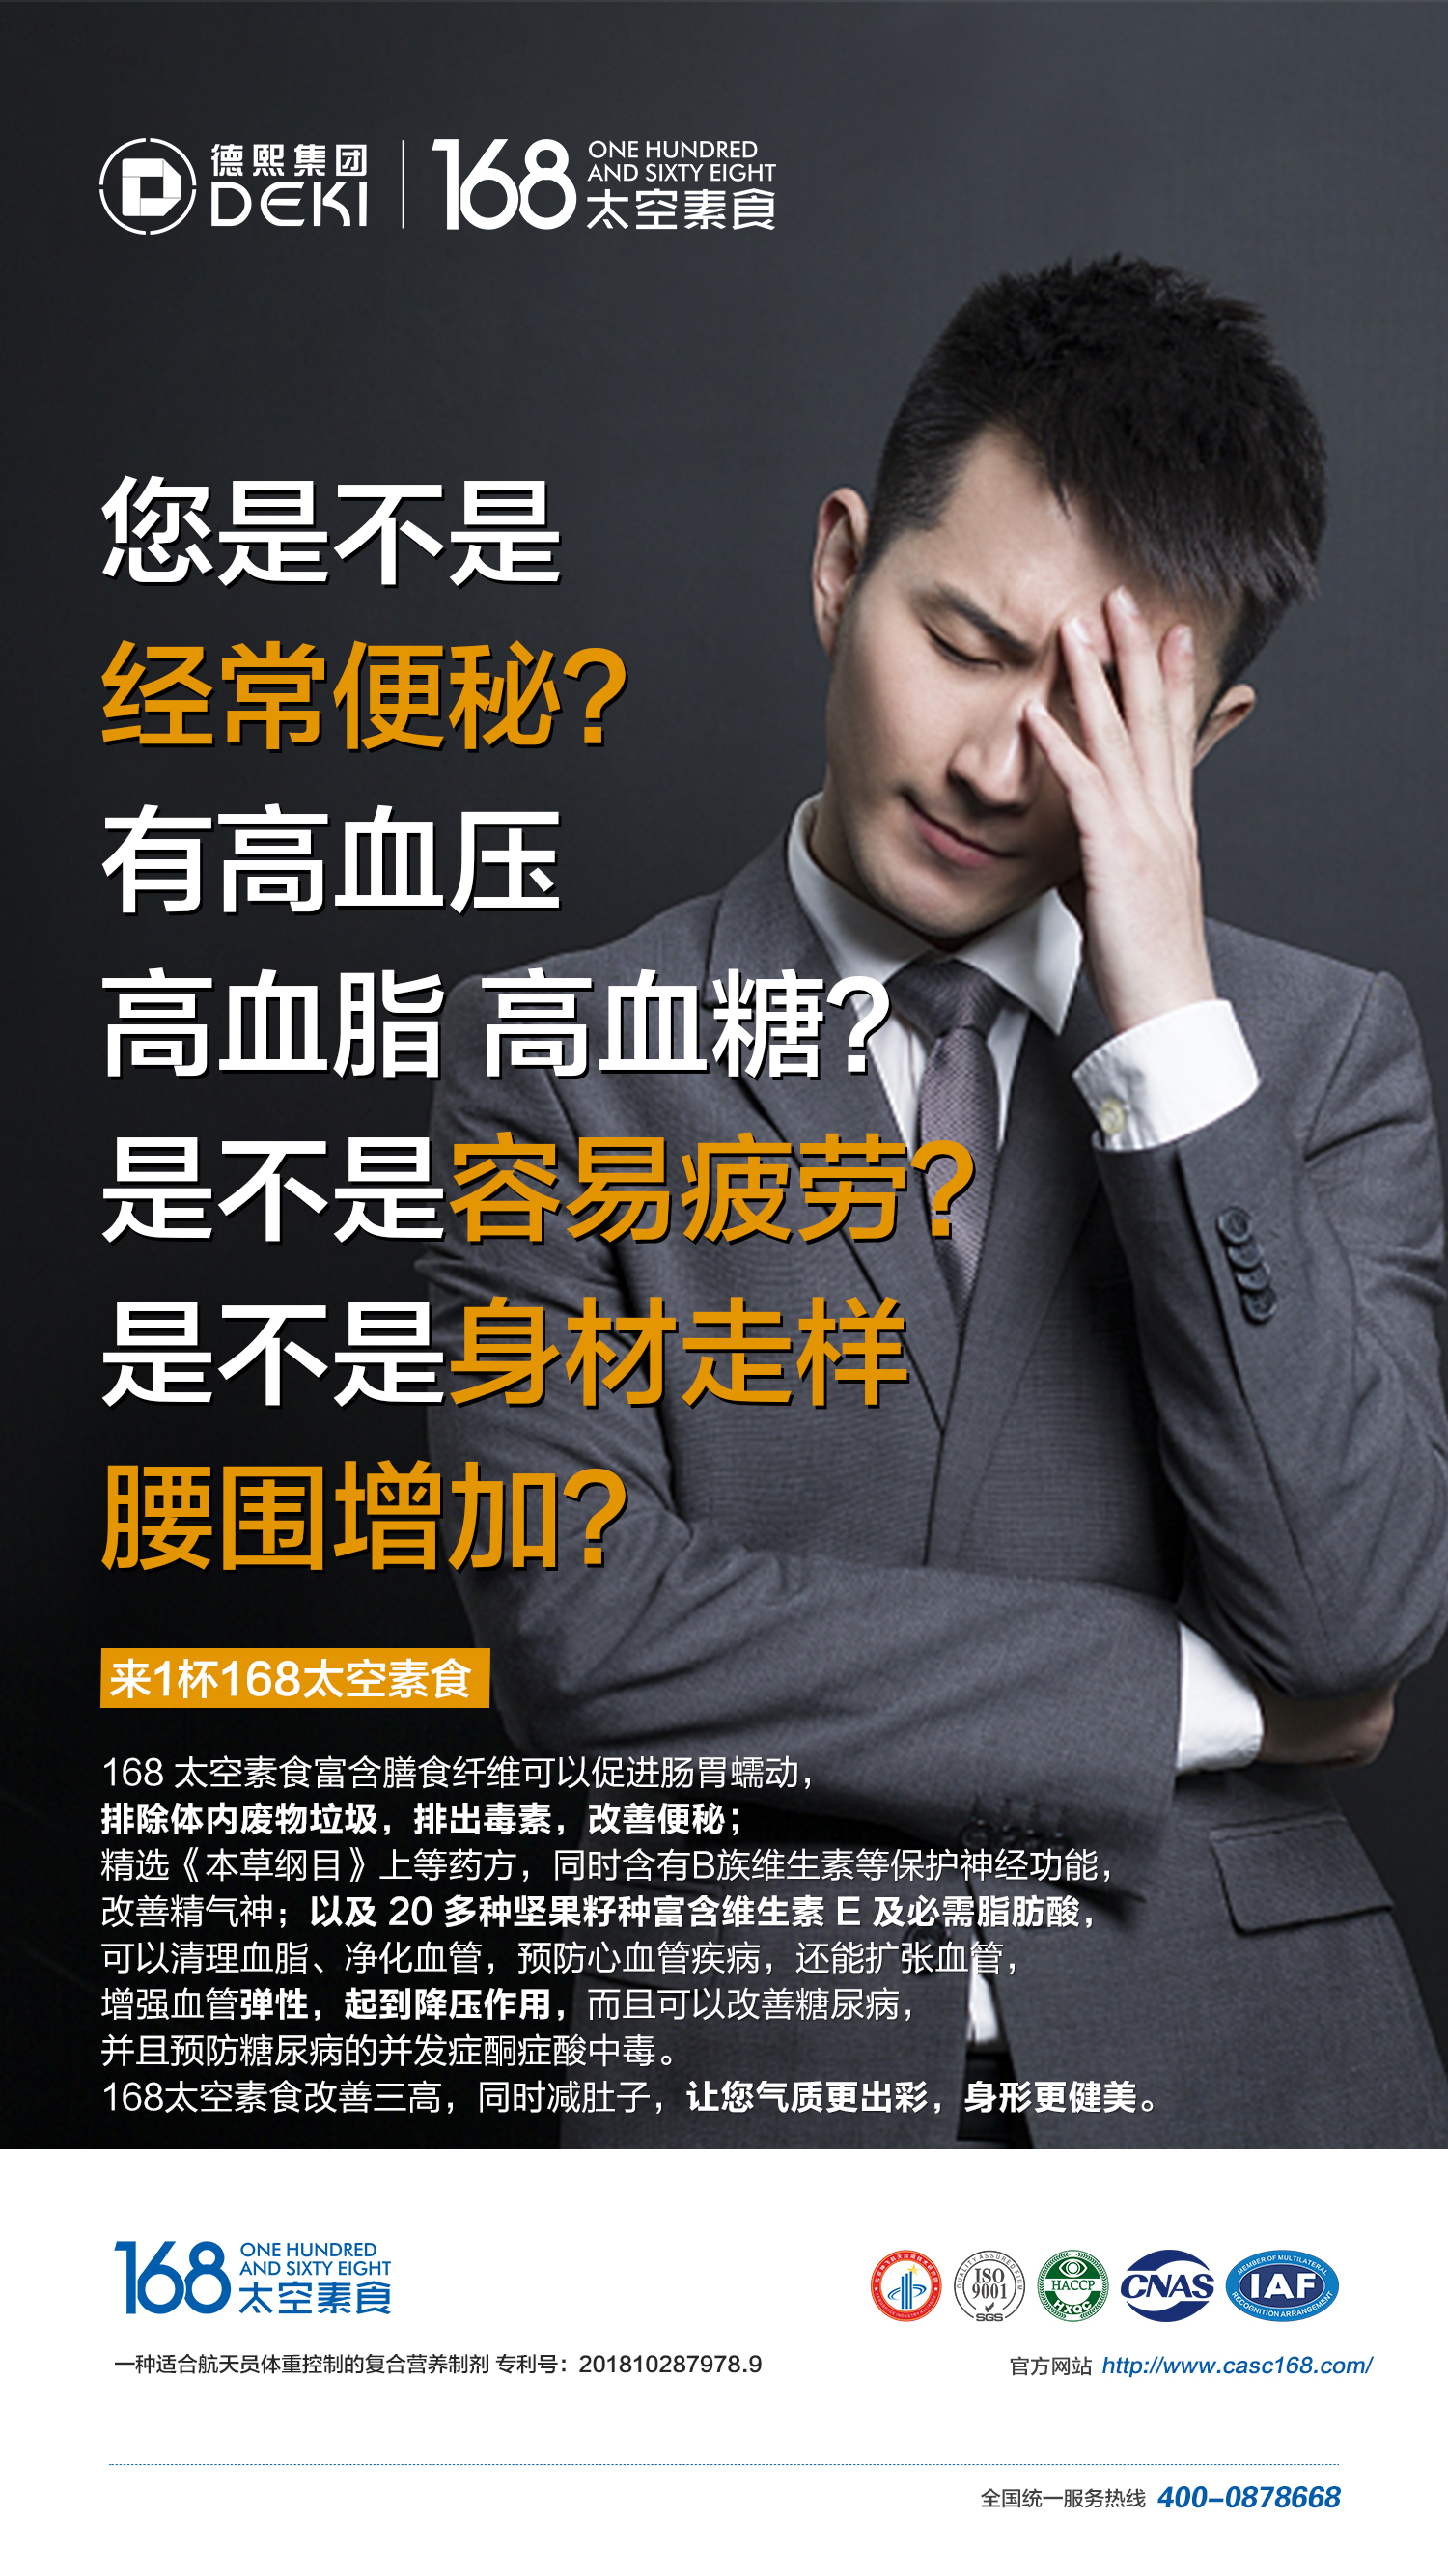 德熙集团
DEKI
168
ONE HUNDRED
AND SIXTY EIGHT
太空素食
您是不是
经常便秘?
有高血压
高血脂 高血糖?
是不是容易疲劳?
是不是身材走样
腰围增加?
来1杯168太空素食
168 太空素食富含膳食纤维可以促进肠胃蠕动，
排除体内废物垃圾，排出毒素，改善便秘；
精选《本草纲目》上等药方，同时含有B族维生素等保护神经功能，
改善精气神；以及 20 多种坚果籽种富含维生素 E 及必需脂肪酸，
可以清理血脂、净化血管，预防心血管疾病，还能扩张血管，
增强血管弹性，起到降压作用，而且可以改善糖尿病，
并且预防糖尿病的并发症酮症酸中毒。
168太空素食改善三高，同时减肚子，让您气质更出彩，身形更健美。
168
ONE HUNDRED
AND SIXTY EIGHT
太空素食
QUALITY ASSURED FIRM
ISO
9001
SGS
HACCP
HXQC
CNAS
MEMBER OF MULTILATERAL
IAF
RECOGNITION ARRANGEMENT
一种适合航天员体重控制的复合营养制剂 专利号：201810287978.9
官方网站 http://www.casc168.com/
全国统一服务热线 400-0878668